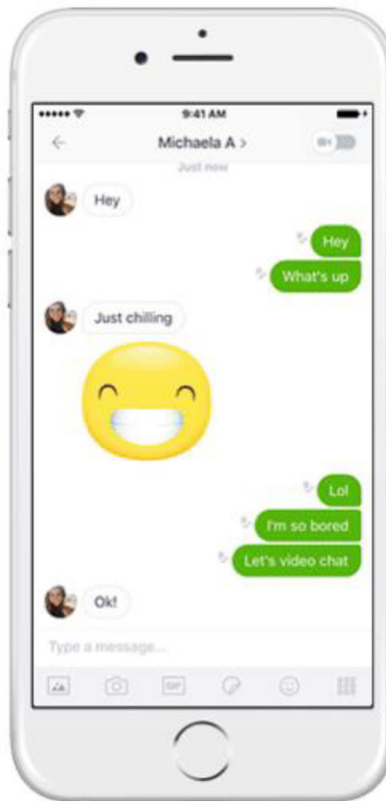 9:41 AM
Michaela A >
Just now
Hey
Hey
What's up
Just chilling
Lol
I'm so bored
Let's video chat
Ok!
Type a message...
GIF